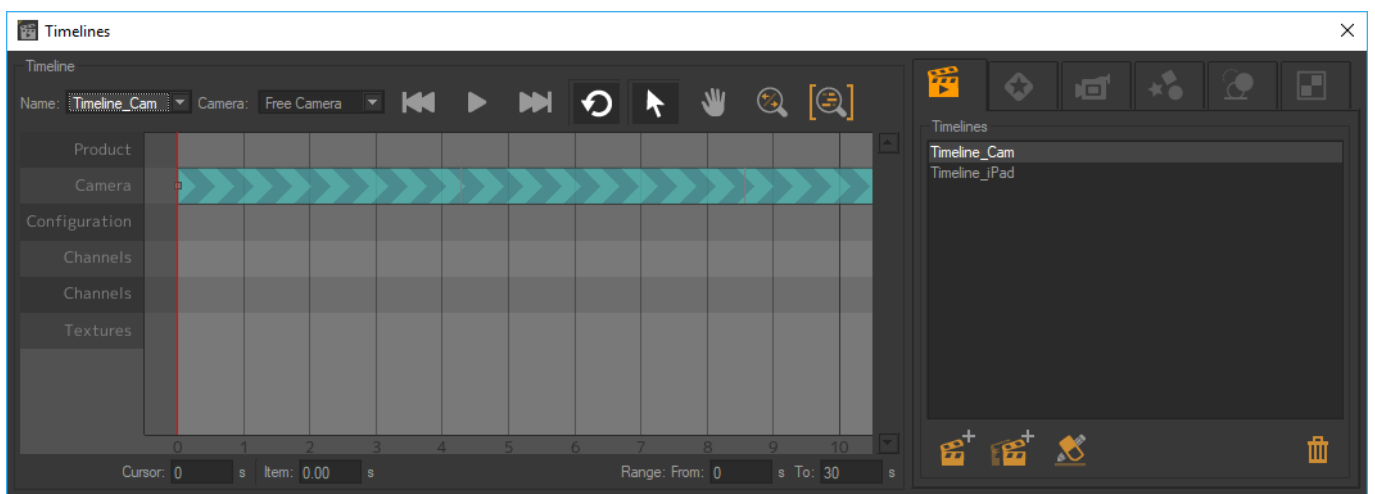 Timelines
Timeline
Name: Timeline_Cam Camera: Free Camera
Product
Camera
Configuration
Channels
Channels
Textures
0 1 2 3 4 5 6 7 8 9 10
Cursor: 0 s Item: 0.00 s Range: From: 0 s To: 30 s
Timelines
Timeline_Cam
Timeline_iPad